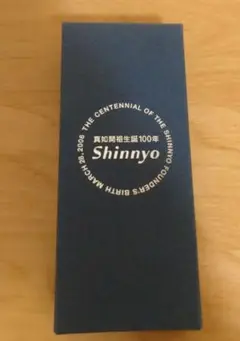 THE CENTENNIAL OF THE SHINNYO FOUNDER'S BIRTH MARCH 28, 2006
真如開祖生誕100年
Shinnyo